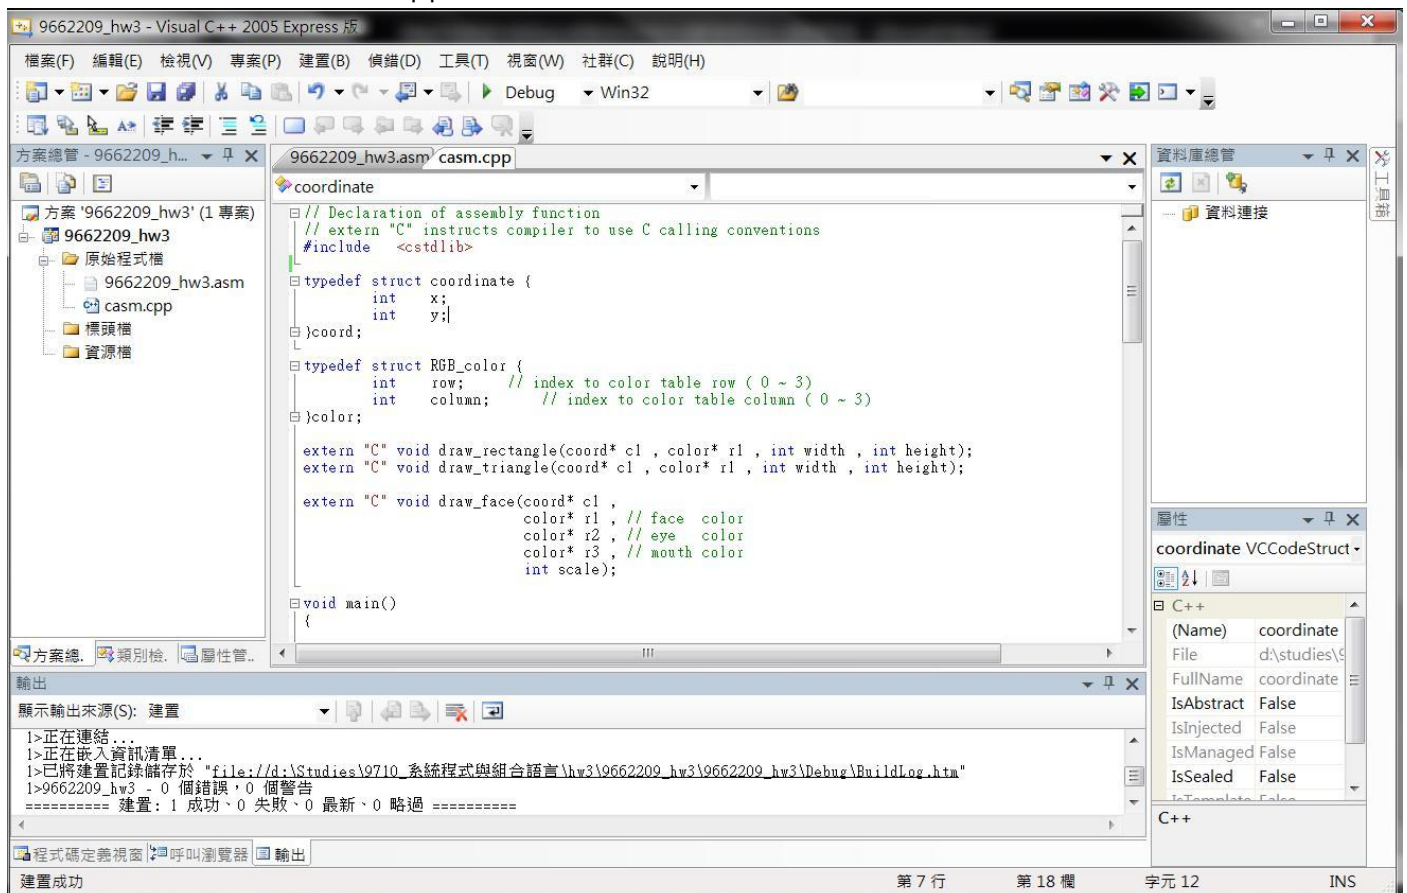 9662209_hw3 - Visual C++ 2005 Express 版
檔案(F) 編輯(E) 檢視(V) 專案(P) 建置(B) 偵錯(D) 工具(T) 視窗(W) 社群(C) 說明(H)
Debug Win32
方案總管 - 9662209_h...
方案 '9662209_hw3' (1 專案)
9662209_hw3
原始程式檔
9662209_hw3.asm
casm.cpp
標頭檔
資源檔
方案總. 類別檢. 屬性管..
9662209_hw3.asm casm.cpp
coordinate
// Declaration of assembly function
// extern "C" instructs compiler to use C calling conventions
#include <cstdlib>
typedef struct coordinate {
int x;
int y;
}coord;
typedef struct RGB_color {
int row; // index to color table row ( 0 ~ 3)
int column; // index to color table column ( 0 ~ 3)
}color;
extern "C" void draw_rectangle(coord* c1 , color* r1 , int width , int height);
extern "C" void draw_triangle(coord* c1 , color* r1 , int width , int height);
extern "C" void draw_face(coord* c1 ,
color* r1 , // face color
color* r2 , // eye color
color* r3 , // mouth color
int scale);
void main()
{
資料庫總管
資料連接
工具箱
屬性
coordinate VCCodeStruct
C++
(Name) coordinate
File d:\studies\9
FullName coordinate
IsAbstract False
IsInjected False
IsManaged False
IsSealed False
IsTemplate False
C++
輸出
顯示輸出來源(S): 建置
1>正在連結...
1>正在嵌入資訊清單...
1>已將建置記錄儲存於 "file://d:\Studies\9710_系統程式與組合語言\hw3\9662209_hw3\9662209_hw3\Debug\BuildLog.htm"
1>9662209_hw3 - 0 個錯誤，0 個警告
========== 建置: 1 成功、0 失敗、0 最新、0 略過 ==========
程式碼定義視窗 呼叫瀏覽器 輸出
建置成功 第 7 行 第 18 欄 字元 12 INS